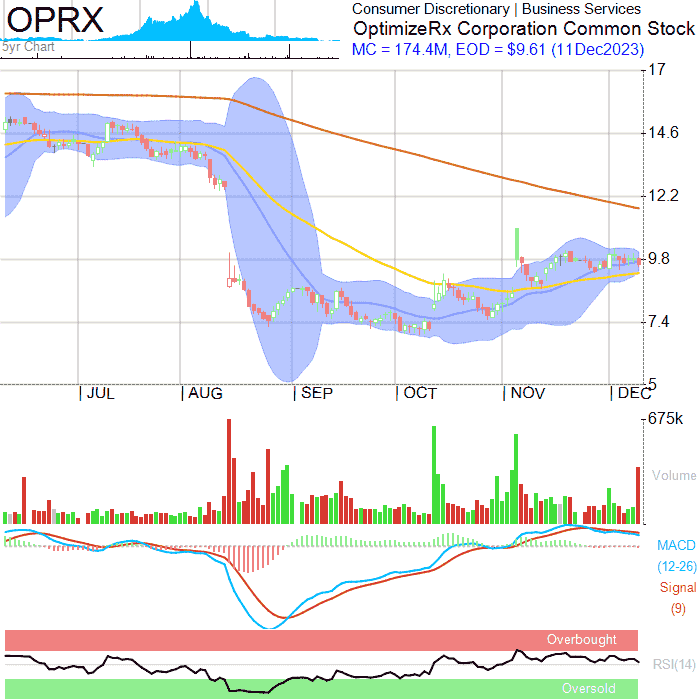 OPRX
5yr Chart
Consumer Discretionary | Business Services
OptimizeRx Corporation Common Stock
MC = 174.4M, EOD = $9.61 (11Dec2023)
17
14.6
12.2
9.8
7.4
5
| JUL | AUG | SEP | OCT | NOV | DEC
675k
Volume
MACD
(12-26)
Signal
(9)
Overbought
RSI(14)
Oversold